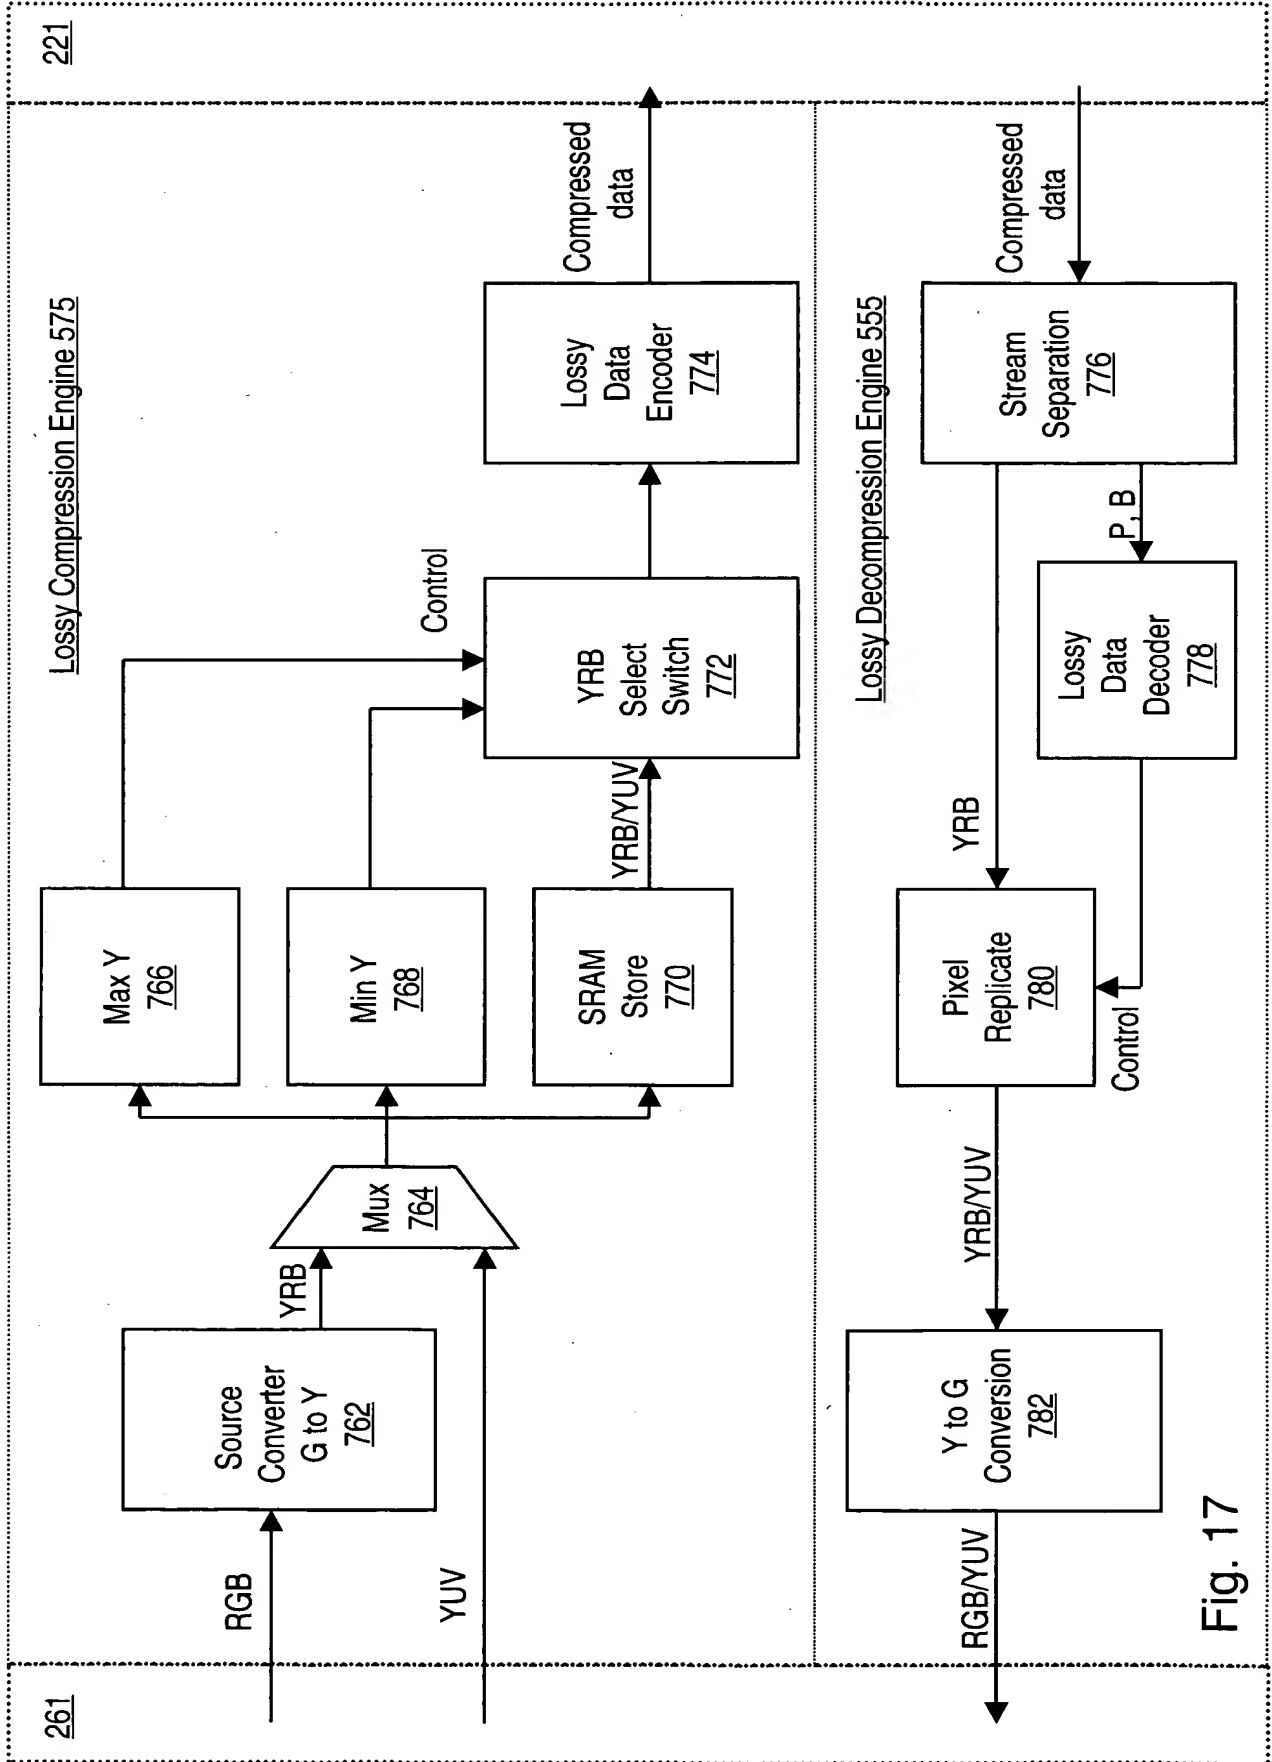 261
221
Lossy Compression Engine 575
RGB
YUV
Source
Converter
G to Y
762
YRB
Mux
764
Max Y
766
Min Y
768
SRAM
Store
770
YRB/YUV
Control
YRB
Select
Switch
772
Lossy
Data
Encoder
774
Compressed
data
Lossy Decompression Engine 555
Compressed
data
Stream
Separation
776
P, B
Lossy
Data
Decoder
778
YRB
Control
Pixel
Replicate
780
YRB/YUV
Y to G
Conversion
782
RGB/YUV
Fig. 17